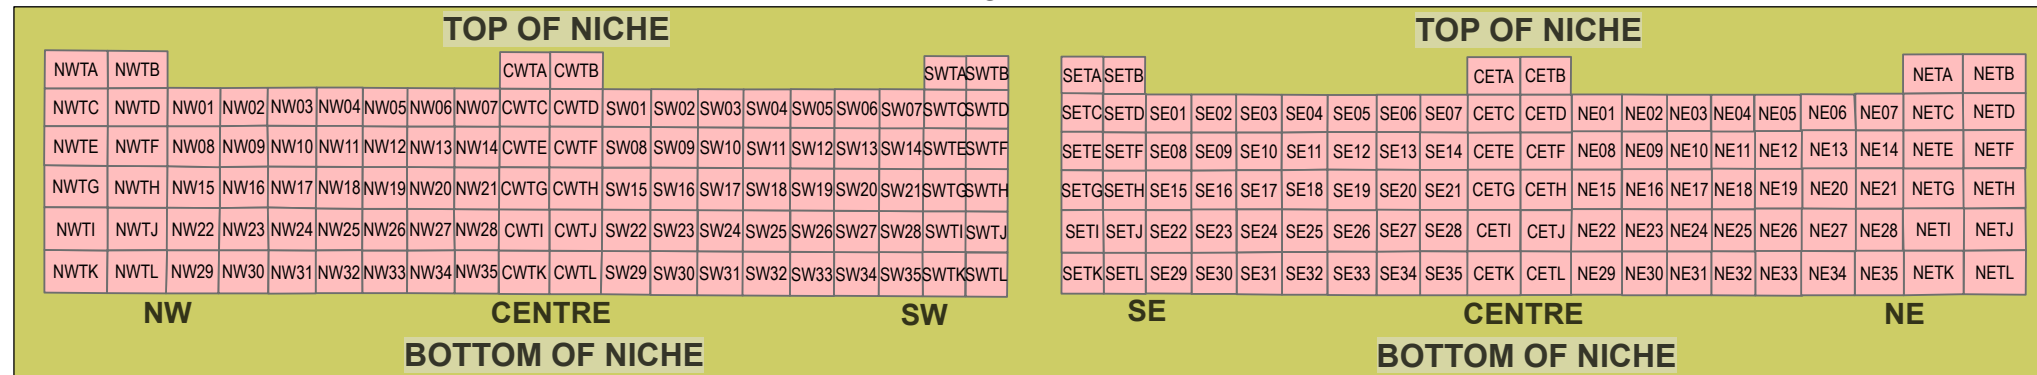 TOP OF NICHE TOP OF NICHE
NWTA NWTB CWTA CWTB SWTA SWTB SETA SETB CETA CETB NETA NETB
NWTC NWTD NW01 NW02 NW03 NW04 NW05 NW06 NW07 CWTC CWTD SW01 SW02 SW03 SW04 SW05 SW06 SW07 SWTC SWTD SETC SETD SE01 SE02 SE03 SE04 SE05 SE06 SE07 CETC CETD NE01 NE02 NE03 NE04 NE05 NE06 NE07 NETC NETD
NWTE NWTF NW08 NW09 NW10 NW11 NW12 NW13 NW14 CWTE CWTF SW08 SW09 SW10 SW11 SW12 SW13 SW14 SWTE SWTF SETE SETF SE08 SE09 SE10 SE11 SE12 SE13 SE14 CETE CETF NE08 NE09 NE10 NE11 NE12 NE13 NE14 NETE NETF
NWTG NWTH NW15 NW16 NW17 NW18 NW19 NW20 NW21 CWTG CWTH SW15 SW16 SW17 SW18 SW19 SW20 SW21 SWTG SWTH SETG SETH SE15 SE16 SE17 SE18 SE19 SE20 SE21 CETG CETH NE15 NE16 NE17 NE18 NE19 NE20 NE21 NETG NETH
NWTI NWTJ NW22 NW23 NW24 NW25 NW26 NW27 NW28 CWTI CWTJ SW22 SW23 SW24 SW25 SW26 SW27 SW28 SWTI SWTJ SETI SETJ SE22 SE23 SE24 SE25 SE26 SE27 SE28 CETI CETJ NE22 NE23 NE24 NE25 NE26 NE27 NE28 NETI NETJ
NWTK NWTL NW29 NW30 NW31 NW32 NW33 NW34 NW35 CWTK CWTL SW29 SW30 SW31 SW32 SW33 SW34 SW35 SWTK SWTL SETK SETL SE29 SE30 SE31 SE32 SE33 SE34 SE35 CETK CETL NE29 NE30 NE31 NE32 NE33 NE34 NE35 NETK NETL
NW CENTRE SW SE CENTRE NE
BOTTOM OF NICHE BOTTOM OF NICHE